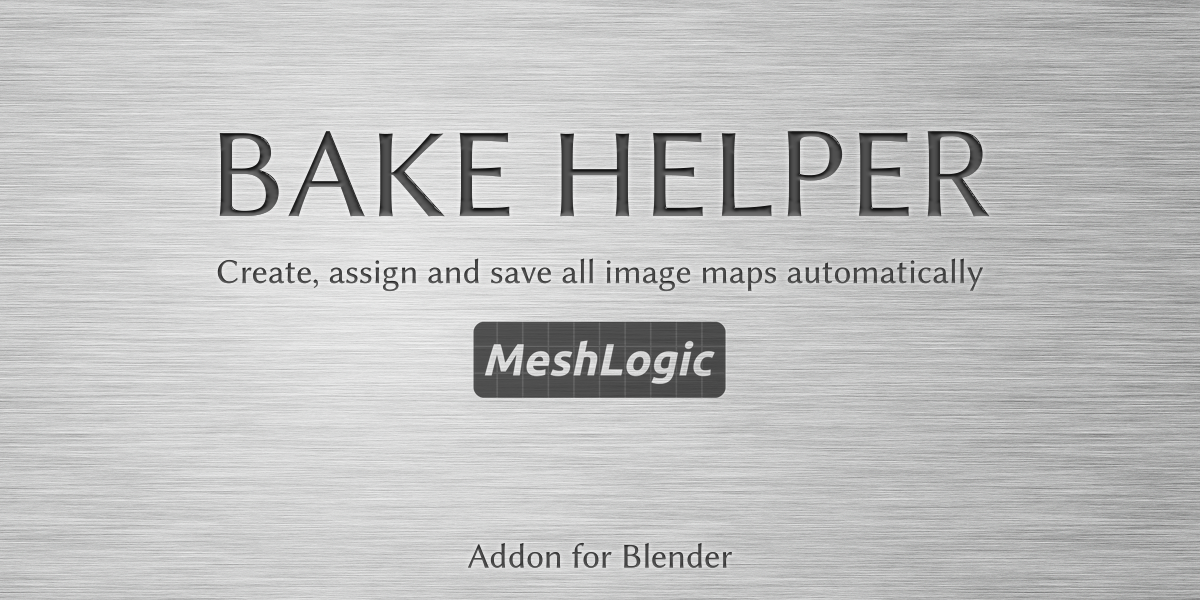 BAKE HELPER
Create, assign and save all image maps automatically
MeshLogic
Addon for Blender